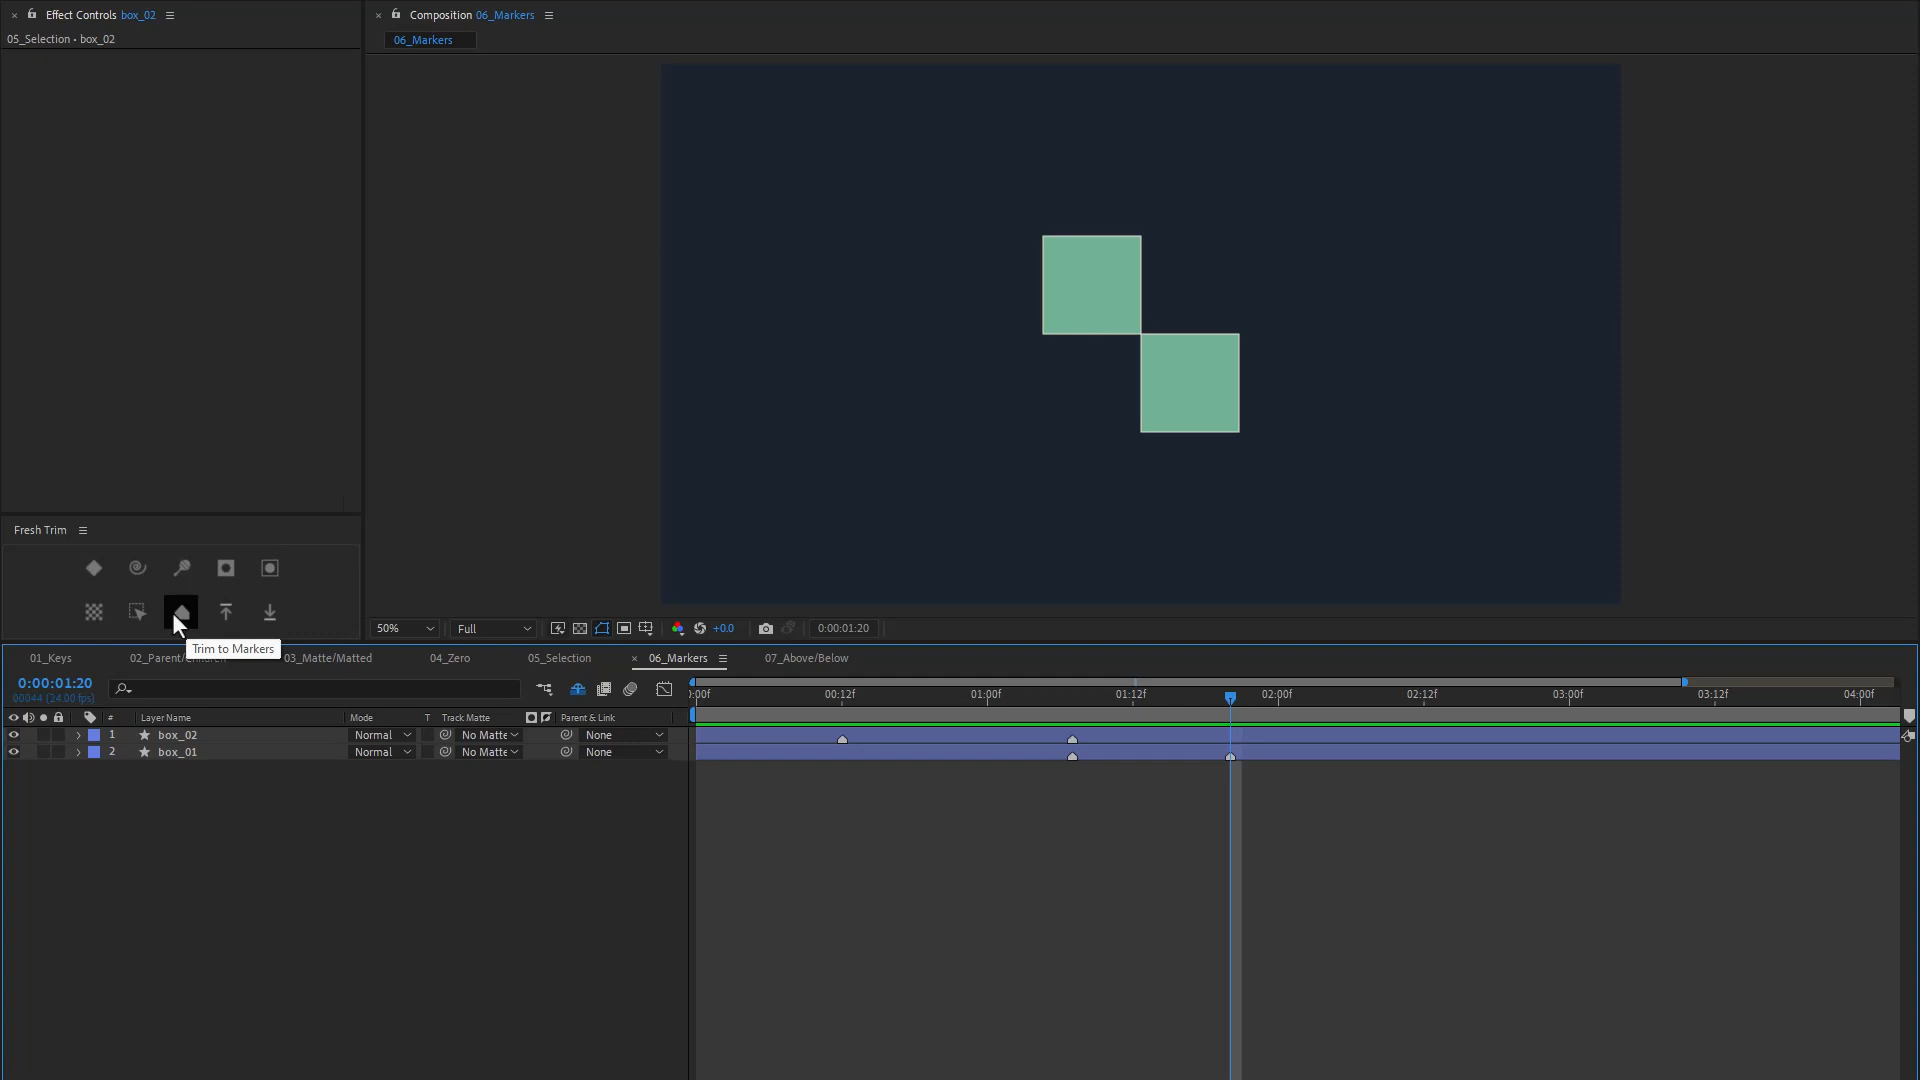 Effect Controls box_02
05_Selection • box_02
Composition 06_Markers
06_Markers
Fresh Trim
Trim to Markers
50%
Full
+0.0
0:00:01:20
01_Keys
02_Parent/Children
03_Matte/Matted
04_Zero
05_Selection
06_Markers
07_Above/Below
0:00:01:20
00044 (24.00 fps)
:00f
00:12f
01:00f
01:12f
02:00f
02:12f
03:00f
03:12f
04:00f
# Layer Name Mode T Track Matte Parent & Link
1 box_02 Normal No Matte None
2 box_01 Normal No Matte None